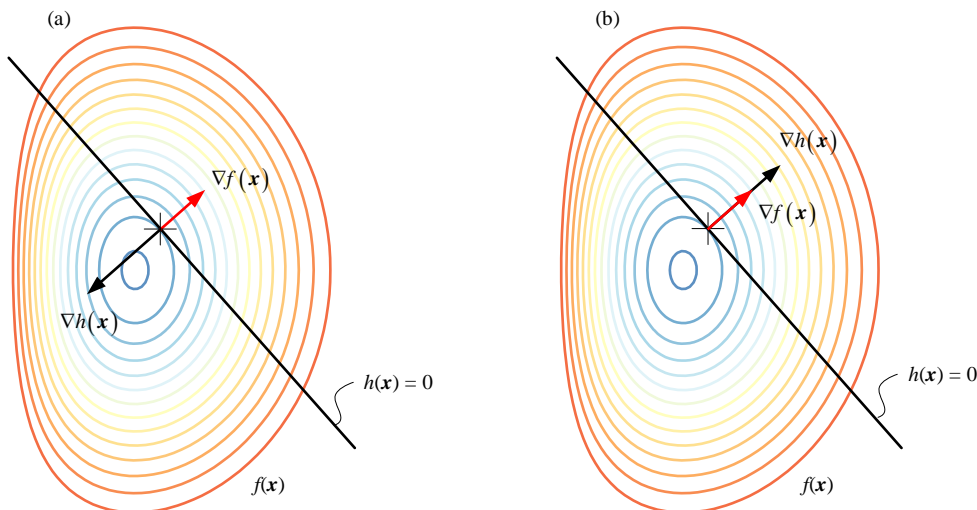 (a)
∇f(x)
∇h(x)
h(x) = 0
f(x)
(b)
∇h(x)
∇f(x)
h(x) = 0
f(x)